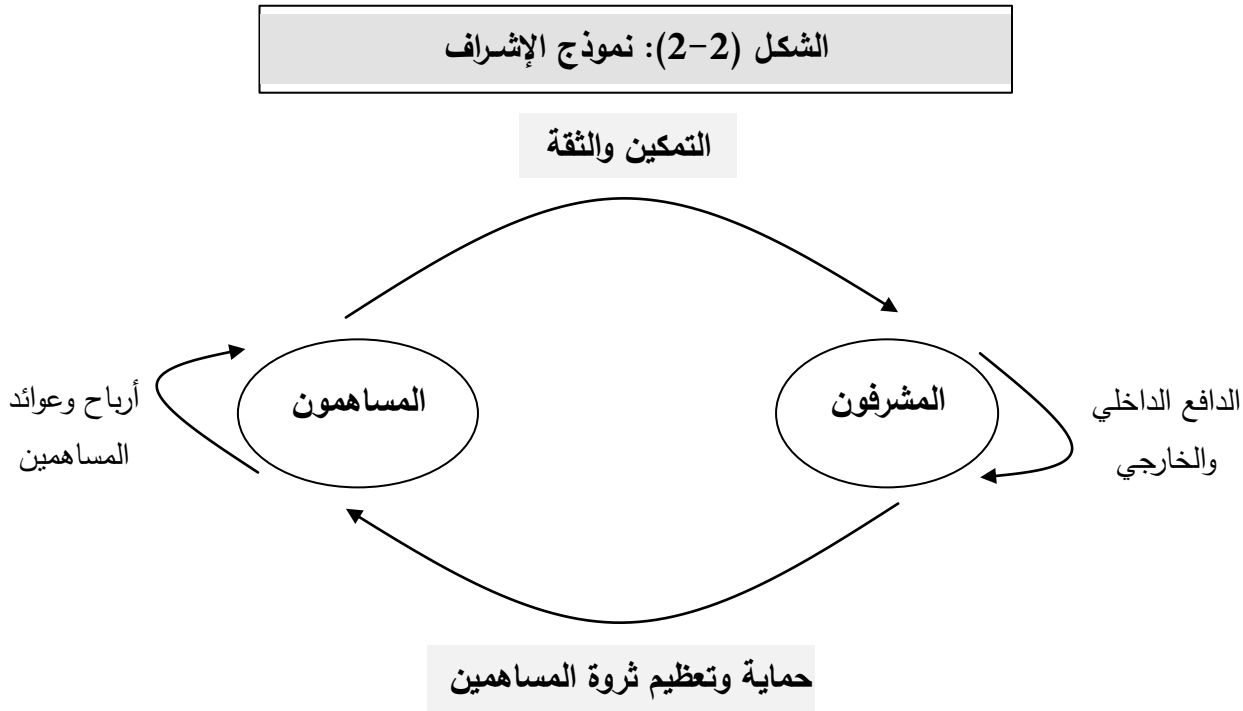 الشكل (2-2): نموذج الإشراف
التمكين والثقة
المشرفون
المساهمون
الدافع الداخلي
والخارجي
أرباح وعوائد
المساهمين
حماية وتعظيم ثروة المساهمين